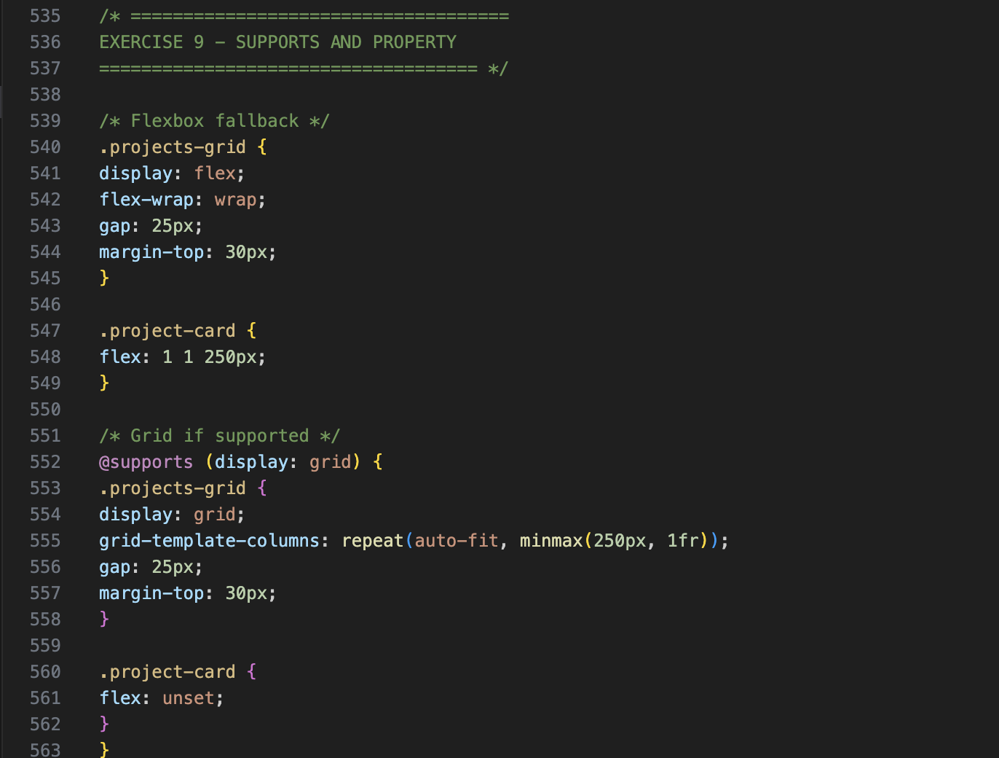 535 /* ====================================
536 EXERCISE 9 – SUPPORTS AND PROPERTY
537 ==================================== */
538
539 /* Flexbox fallback */
540 .projects-grid {
541 display: flex;
542 flex-wrap: wrap;
543 gap: 25px;
544 margin-top: 30px;
545 }
546
547 .project-card {
548 flex: 1 1 250px;
549 }
550
551 /* Grid if supported */
552 @supports (display: grid) {
553 .projects-grid {
554 display: grid;
555 grid-template-columns: repeat(auto-fit, minmax(250px, 1fr));
556 gap: 25px;
557 margin-top: 30px;
558 }
559
560 .project-card {
561 flex: unset;
562 }
563 }